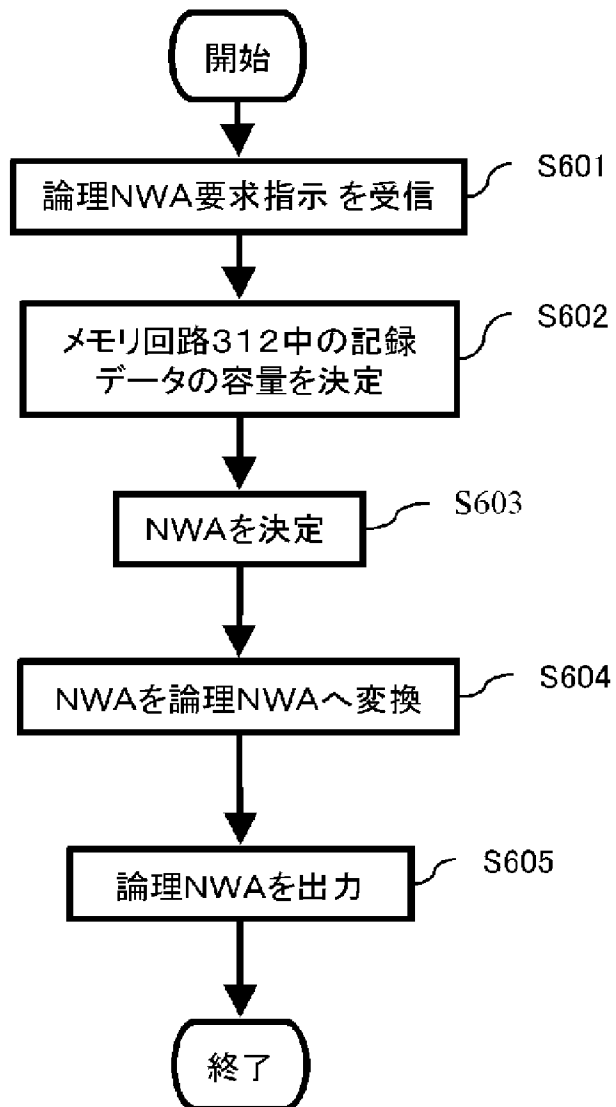 開始
論理NWA要求指示 を受信
S601
メモリ回路312中の記録
データの容量を決定
S602
NWAを決定
S603
NWAを論理NWAへ変換
S604
論理NWAを出力
S605
終了